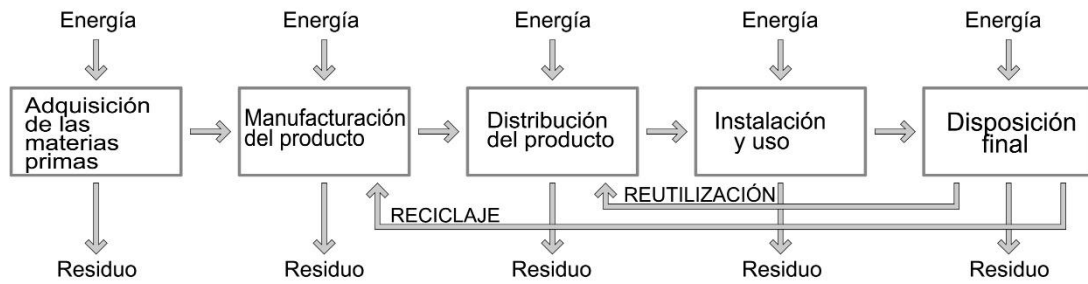 Energía
Energía
Energía
Energía
Energía
Adquisición
de las
materias
primas
Manufacturación
del producto
Distribución
del producto
Instalación
y uso
Disposición
final
REUTILIZACIÓN
RECICLAJE
Residuo
Residuo
Residuo
Residuo
Residuo